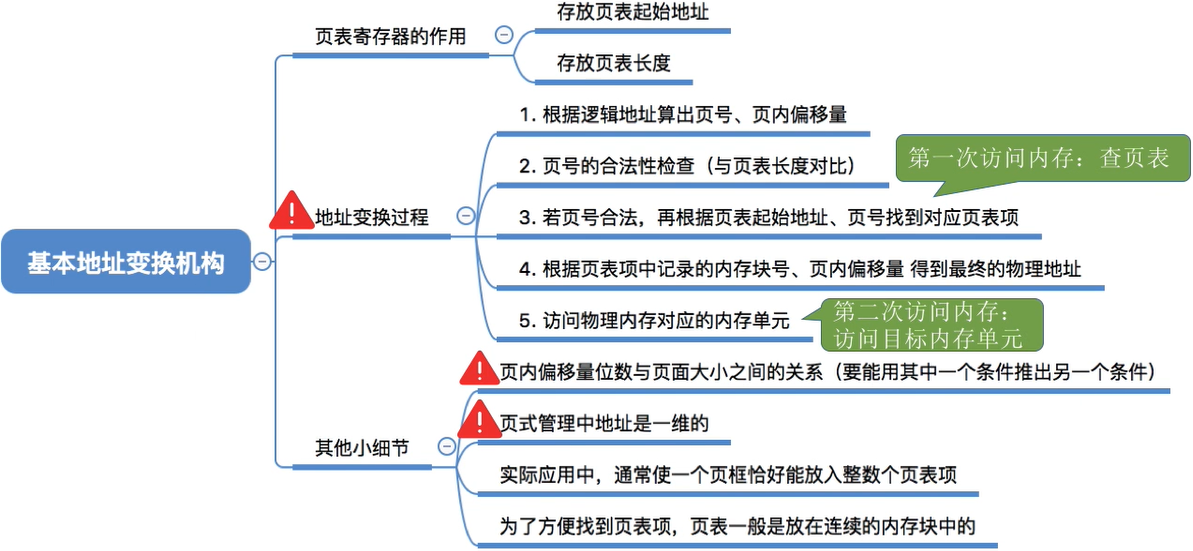 基本地址变换机构
页表寄存器的作用
存放页表起始地址
存放页表长度
地址变换过程
1. 根据逻辑地址算出页号、页内偏移量
2. 页号的合法性检查（与页表长度对比）
第一次访问内存：查页表
3. 若页号合法，再根据页表起始地址、页号找到对应页表项
4. 根据页表项中记录的内存块号、页内偏移量 得到最终的物理地址
5. 访问物理内存对应的内存单元
第二次访问内存：
访问目标内存单元
其他小细节
页内偏移量位数与页面大小之间的关系（要能用其中一个条件推出另一个条件）
页式管理中地址是一维的
实际应用中，通常使一个页框恰好能放入整数个页表项
为了方便找到页表项，页表一般是放在连续的内存块中的